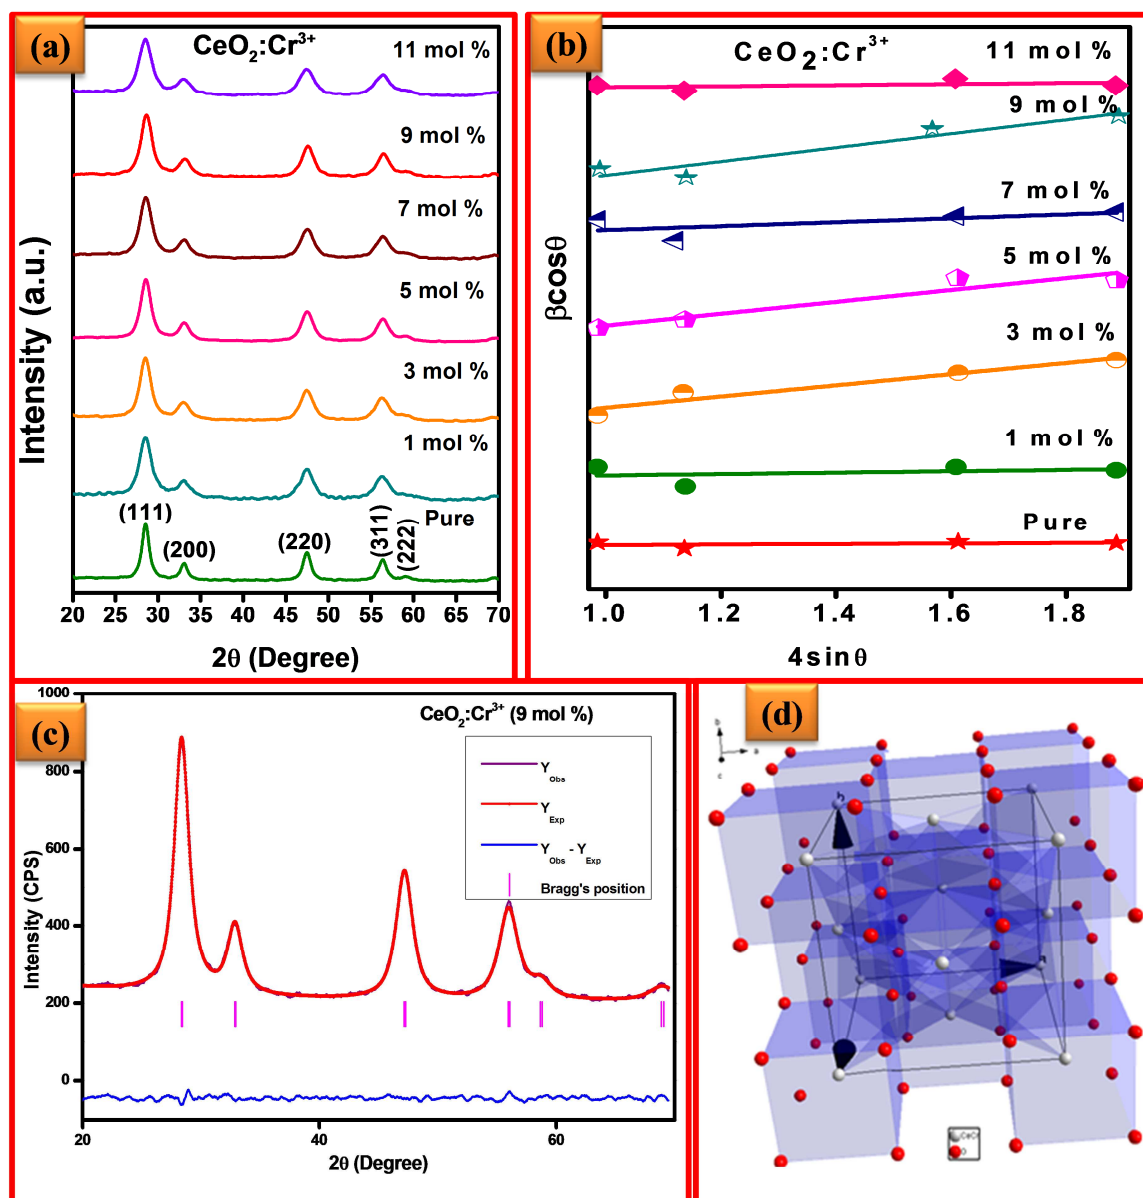 (a)
CeO2:Cr3+
11 mol %
9 mol %
7 mol %
5 mol %
3 mol %
1 mol %
Pure
(111)
(200)
(220)
(311)
(222)
Intensity (a.u.)
20 25 30 35 40 45 50 55 60 65 70
2θ (Degree)
(b)
CeO2:Cr3+
11 mol %
9 mol %
7 mol %
5 mol %
3 mol %
1 mol %
Pure
βcosθ
1.0 1.2 1.4 1.6 1.8
4sinθ
(c)
CeO2:Cr3+ (9 mol %)
YObs
YExp
YObs - YExp
Bragg's position
1000
800
600
400
200
0
Intensity (CPS)
20 40 60
2θ (Degree)
(d)
b
a
c
CeCr
O